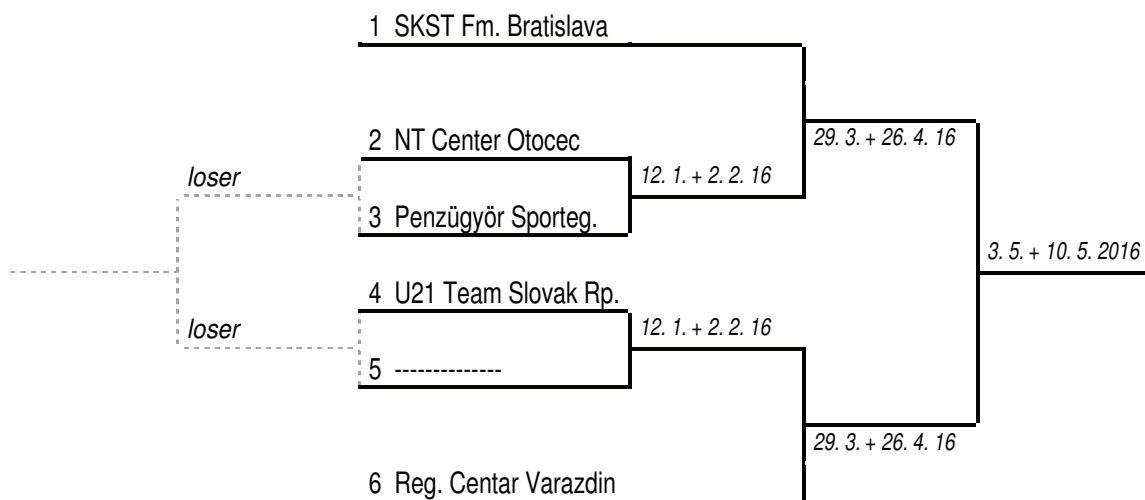 1 SKST Fm. Bratislava
2 NT Center Otocec
29. 3. + 26. 4. 16
loser
12. 1. + 2. 2. 16
3 Penzügyör Sporteg.
3. 5. + 10. 5. 2016
4 U21 Team Slovak Rp.
loser
12. 1. + 2. 2. 16
5 --------------
29. 3. + 26. 4. 16
6 Reg. Centar Varazdin